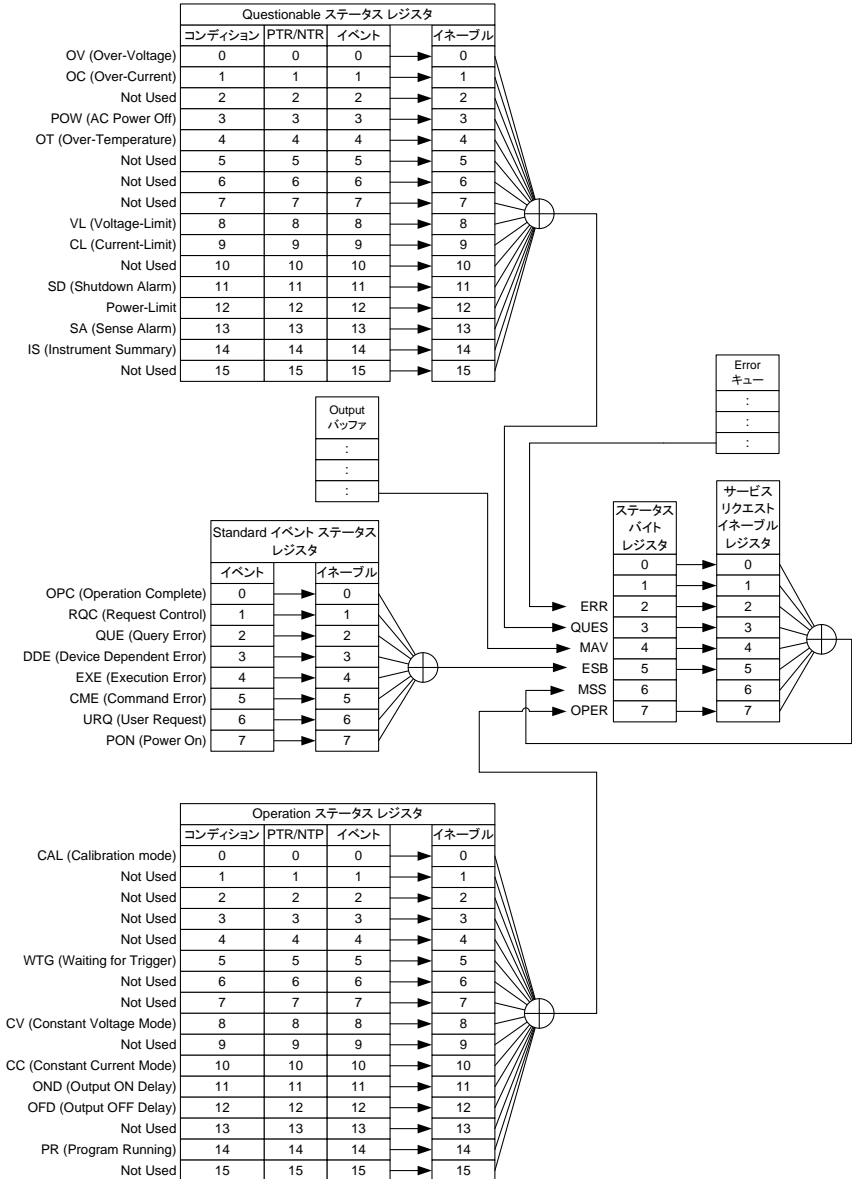 Questionable ステータス レジスタ
コンディション PTR/NTR イベント イネーブル
OV (Over-Voltage) 0 0 0 0
OC (Over-Current) 1 1 1 1
Not Used 2 2 2 2
POW (AC Power Off) 3 3 3 3
OT (Over-Temperature) 4 4 4 4
Not Used 5 5 5 5
Not Used 6 6 6 6
Not Used 7 7 7 7
VL (Voltage-Limit) 8 8 8 8
CL (Current-Limit) 9 9 9 9
Not Used 10 10 10 10
SD (Shutdown Alarm) 11 11 11 11
Power-Limit 12 12 12 12
SA (Sense Alarm) 13 13 13 13
IS (Instrument Summary) 14 14 14 14
Not Used 15 15 15 15
Error
キュー
:
:
:
Output
バッファ
:
:
:
ステータス
バイト
レジスタ
サービス
リクエスト
イネーブル
レジスタ
0 0
1 1
ERR 2 2
QUES 3 3
MAV 4 4
ESB 5 5
MSS 6 6
OPER 7 7
Standard イベント ステータス
レジスタ
イベント イネーブル
OPC (Operation Complete) 0 0
RQC (Request Control) 1 1
QUE (Query Error) 2 2
DDE (Device Dependent Error) 3 3
EXE (Execution Error) 4 4
CME (Command Error) 5 5
URQ (User Request) 6 6
PON (Power On) 7 7
Operation ステータス レジスタ
コンディション PTR/NTP イベント イネーブル
CAL (Calibration mode) 0 0 0 0
Not Used 1 1 1 1
Not Used 2 2 2 2
Not Used 3 3 3 3
Not Used 4 4 4 4
WTG (Waiting for Trigger) 5 5 5 5
Not Used 6 6 6 6
Not Used 7 7 7 7
CV (Constant Voltage Mode) 8 8 8 8
Not Used 9 9 9 9
CC (Constant Current Mode) 10 10 10 10
OND (Output ON Delay) 11 11 11 11
OFD (Output OFF Delay) 12 12 12 12
Not Used 13 13 13 13
PR (Program Running) 14 14 14 14
Not Used 15 15 15 15